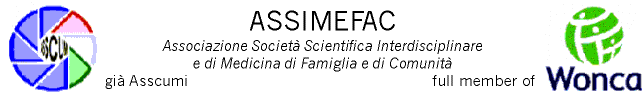 ASSIMEFAC
Associazione Società Scientifica Interdisciplinare
e di Medicina di Famiglia e di Comunità
già Asscumi
full member of
Wonca